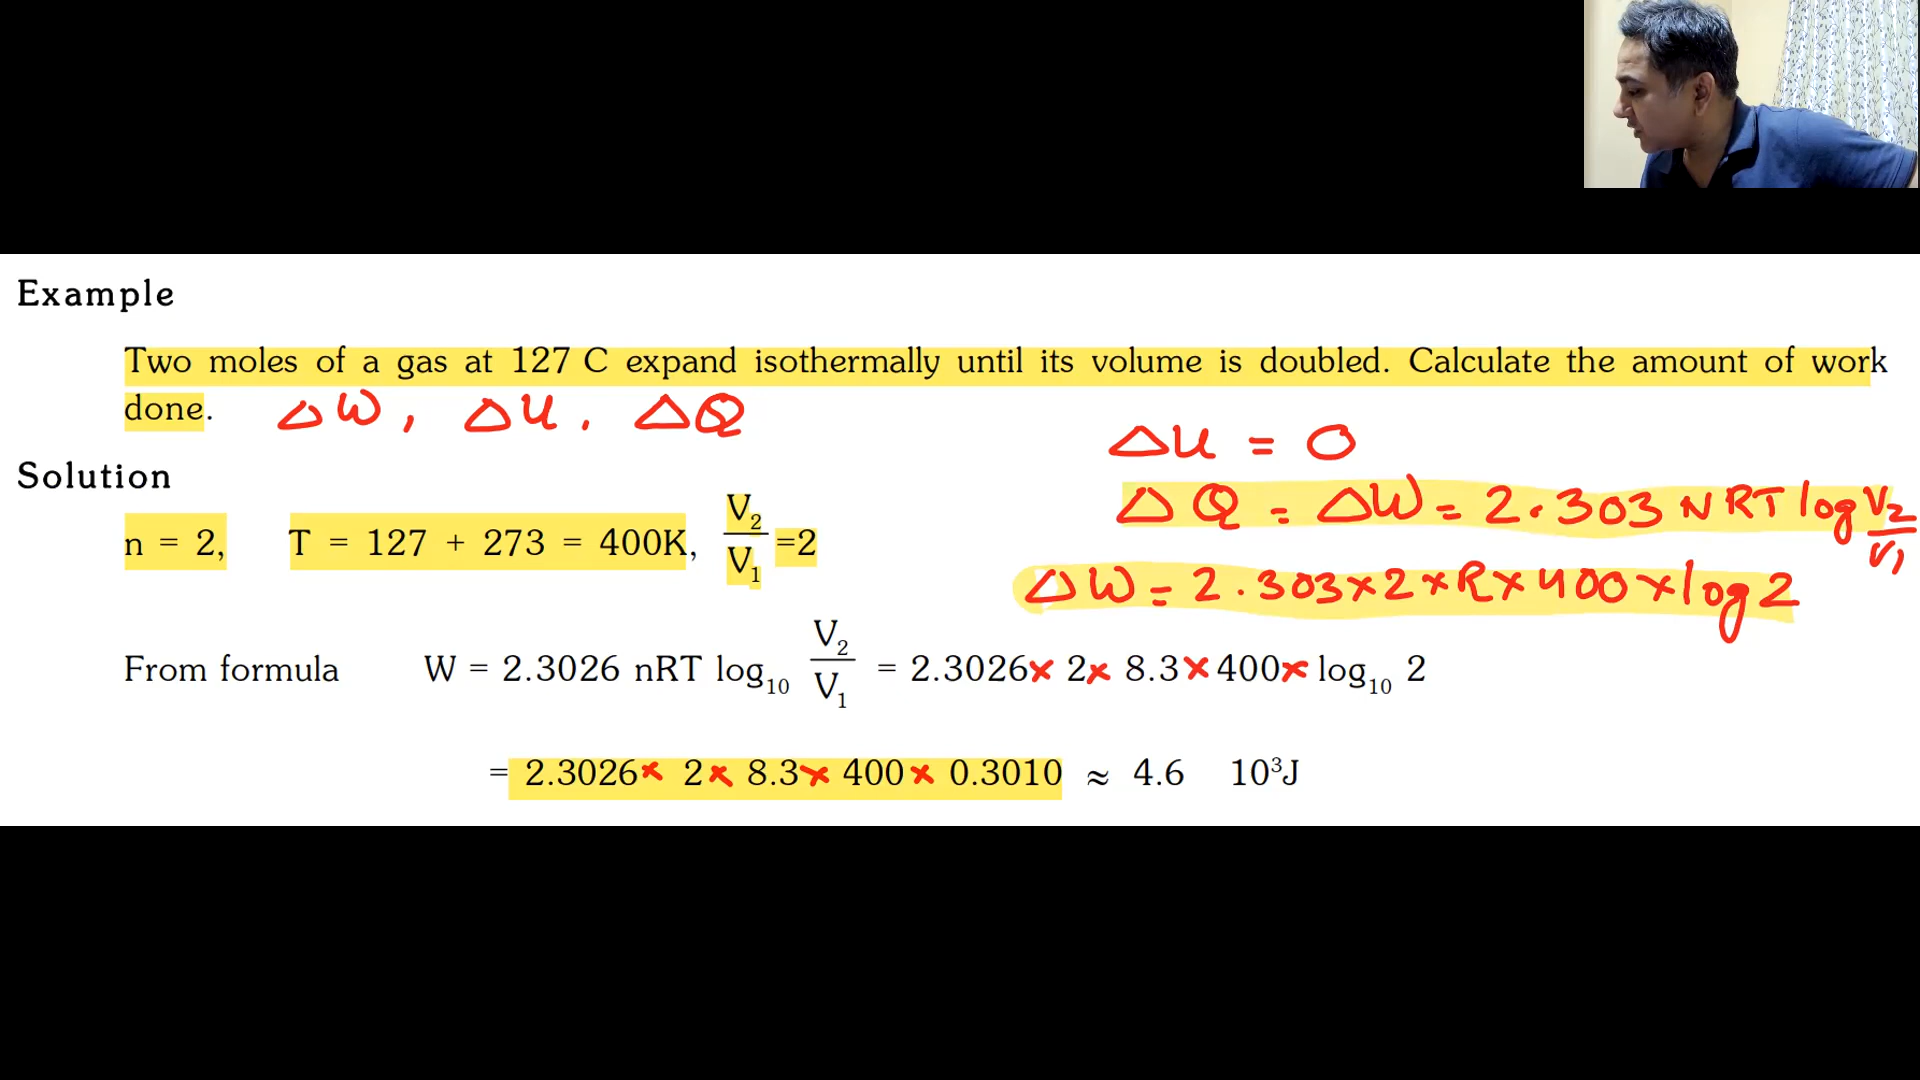 Example
Two moles of a gas at 127 C expand isothermally until its volume is doubled. Calculate the amount of work
done. ΔW, ΔU. ΔQ
ΔU = 0
Solution
ΔQ = ΔW = 2.303 NRT log V2/V1
n = 2, T = 127 + 273 = 400K, V2/V1 =2
ΔW = 2.303×2×R×400×log 2
From formula W = 2.3026 nRT log10 V2/V1 = 2.3026× 2× 8.3×400× log10 2
= 2.3026× 2× 8.3× 400× 0.3010 ≈ 4.6 10³J